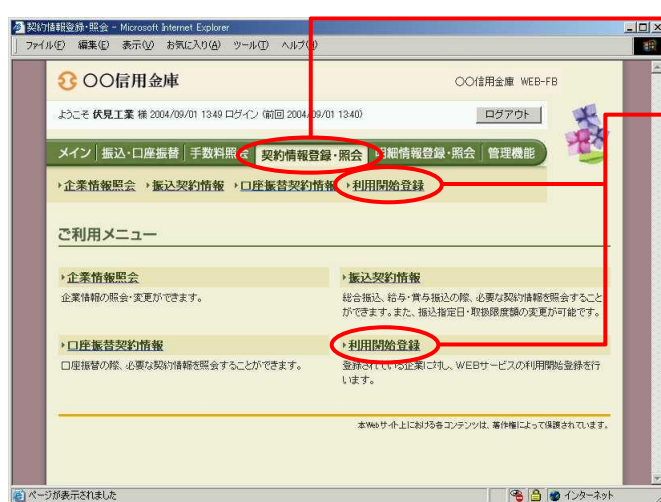 契約情報登録・照会 - Microsoft Internet Explorer
ファイル(F) 編集(E) 表示(V) お気に入り(A) ツール(T) ヘルプ(H)
〇〇信用金庫
〇〇信用金庫 WEB-FB
ようこそ 伏見工業 様 2004/09/01 1349 ログイン (前回 2004/09/01 1340)
ログアウト
メイン 振込・口座振替 手数料照会 契約情報登録・照会 明細情報登録・照会 管理機能
企業情報照会 振込契約情報 口座振替契約情報 利用開始登録
ご利用メニュー
企業情報照会
企業情報の照会・変更ができます。
振込契約情報
総合振込、給与・賞与振込の際、必要な契約情報を照会すること
ができます。また、振込指定日・取扱限度額の変更が可能です。
口座振替契約情報
口座振替の際、必要な契約情報を照会することができます。
利用開始登録
登録されている企業に対し、WEBサービスの利用開始登録を行
います。
本Webサイト上における各コンテンツは、著作権によって保護されています。
ページが表示されました
インターネット